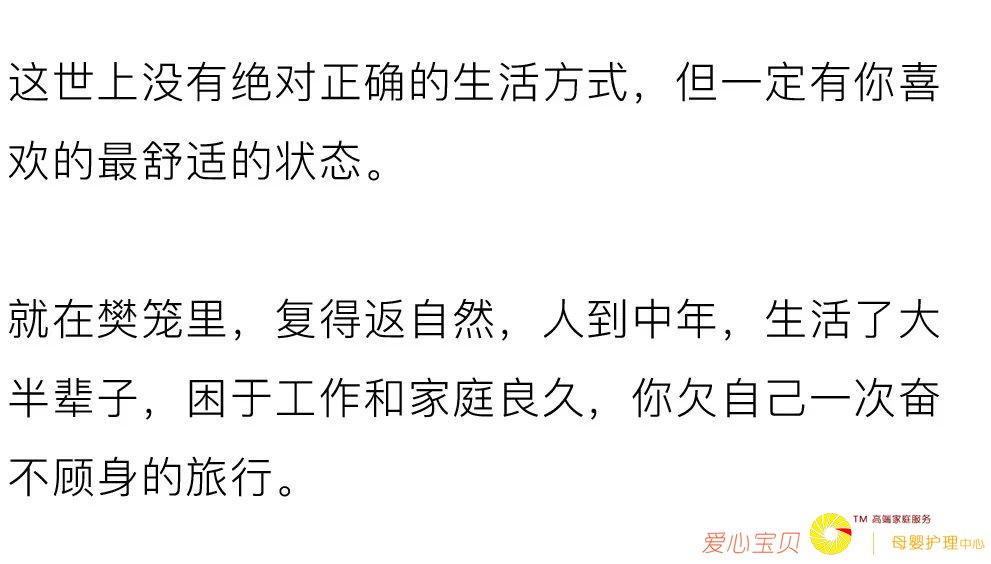 这世上没有绝对正确的生活方式，但一定有你喜
欢的最舒适的状态。
就在樊笼里，复得返自然，人到中年，生活了大
半辈子，困于工作和家庭良久，你欠自己一次奋
不顾身的旅行。
爱心宝贝
TM 高端家庭服务
母婴护理中心